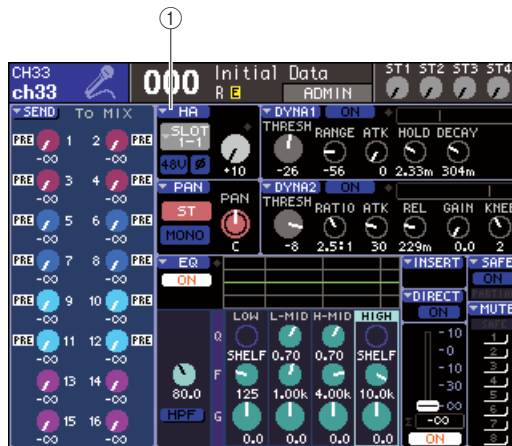 ①
CH33
ch33
000
Initial Data
R E
ADMIN
ST1 ST2 ST3 ST4
SEND To MIX
PRE 1 2 PRE
-∞ -∞
PRE 3 4 PRE
-∞ -∞
PRE 5 6 PRE
-∞ -∞
PRE 7 8 PRE
-∞ -∞
PRE 9 10 PRE
-∞ -∞
PRE 11 12 PRE
-∞ -∞
13 14
-∞ -∞
15 16
-∞ -∞
HA
SLOT
1-1
48V Ø
+10
PAN
ST
MONO
PAN
C
DYNA1 ON
THRESH RANGE ATK HOLD DECAY
-26 -56 0 2.33m 304m
DYNA2 ON
THRESH RATIO ATK REL GAIN KNEE
-8 2.5:1 30 229m 0.0 2
EQ
ON
LOW L-MID H-MID HIGH
Q
SHELF 0.70 0.70 SHELF
F
80.0
125 1.00k 4.00k 10.0k
HPF
G
0.0 0.0 0.0 0.0
INSERT
DIRECT
ON
-10
-0
-10
-30
-∞
-∞
ON
SAFE
ON
PARTIAL
MUTE
SAFE
1
2
3
4
5
6
7
8